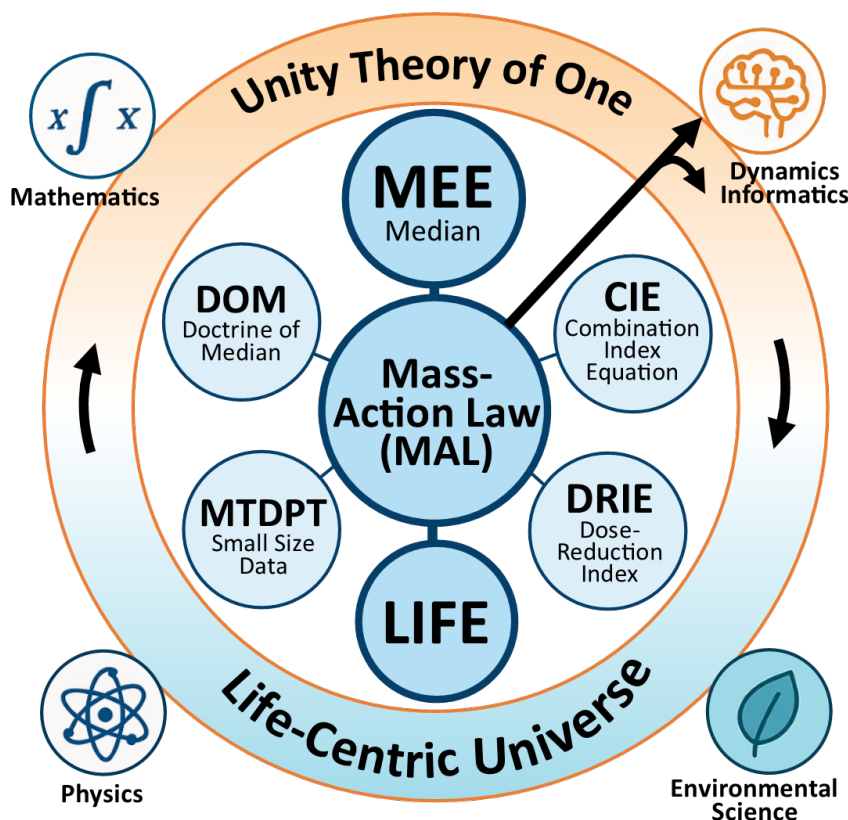 Unity Theory of One
x∫x
Mathematics
Dynamics
Informatics
MEE
Median
DOM
Doctrine of
Median
CIE
Combination
Index
Equation
Mass-
Action Law
(MAL)
MTDPT
Small Size
Data
DRIE
Dose-
Reduction
Index
LIFE
Life-Centric Universe
Physics
Environmental
Science